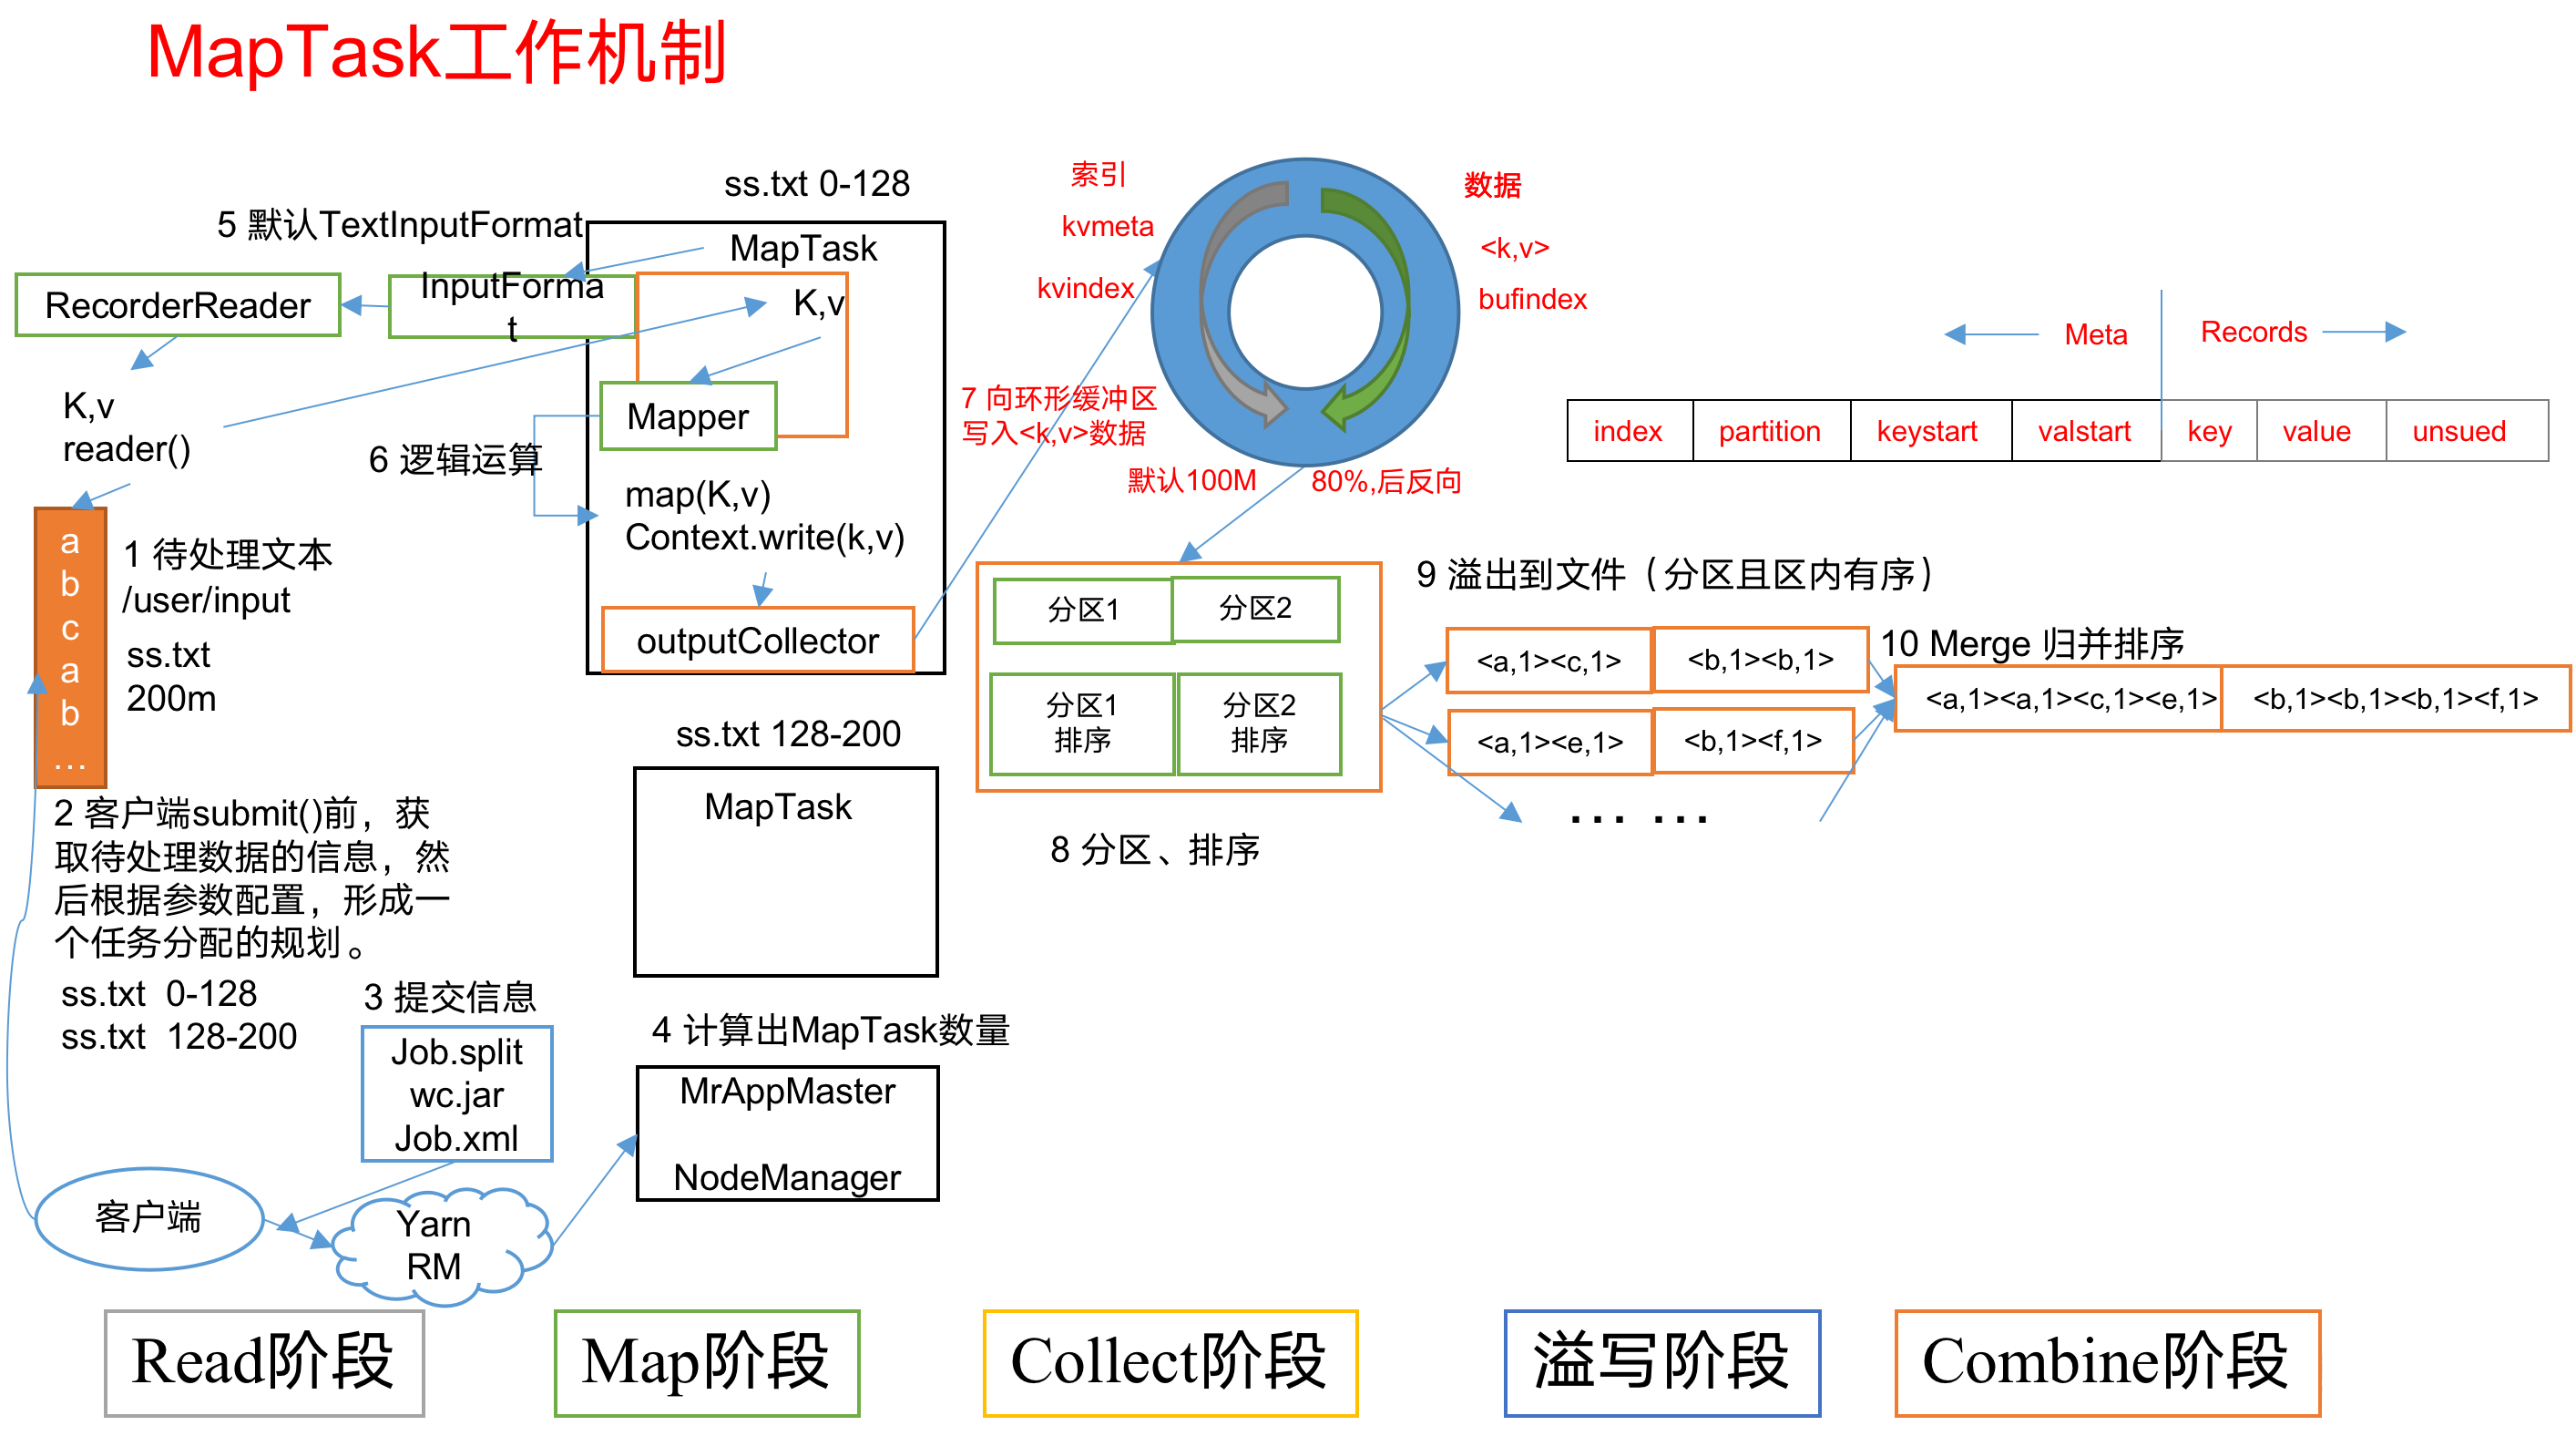 MapTask工作机制
ss.txt 0-128
5 默认TextInputFormat
MapTask
RecorderReader
InputForma
t
K,v
Mapper
K,v
reader()
6 逻辑运算
map(K,v)
Context.write(k,v)
outputCollector
a
b
c
a
b
...
1 待处理文本
/user/input
ss.txt
200m
2 客户端submit()前，获
取待处理数据的信息，然
后根据参数配置，形成一
个任务分配的规划。
ss.txt 0-128
ss.txt 128-200
3 提交信息
Job.split
wc.jar
Job.xml
客户端
Yarn
RM
ss.txt 128-200
MapTask
4 计算出MapTask数量
MrAppMaster
NodeManager
索引
kvmeta
kvindex
数据
<k,v>
bufindex
7 向环形缓冲区
写入<k,v>数据
默认100M
80%,后反向
Meta
Records
index
partition
keystart
valstart
key
value
unsued
分区1
分区2
分区1
排序
分区2
排序
8 分区、排序
9 溢出到文件（分区且区内有序）
<a,1><c,1>
<b,1><b,1>
<a,1><e,1>
<b,1><f,1>
... ...
10 Merge 归并排序
<a,1><a,1><c,1><e,1>
<b,1><b,1><b,1><f,1>
Read阶段
Map阶段
Collect阶段
溢写阶段
Combine阶段